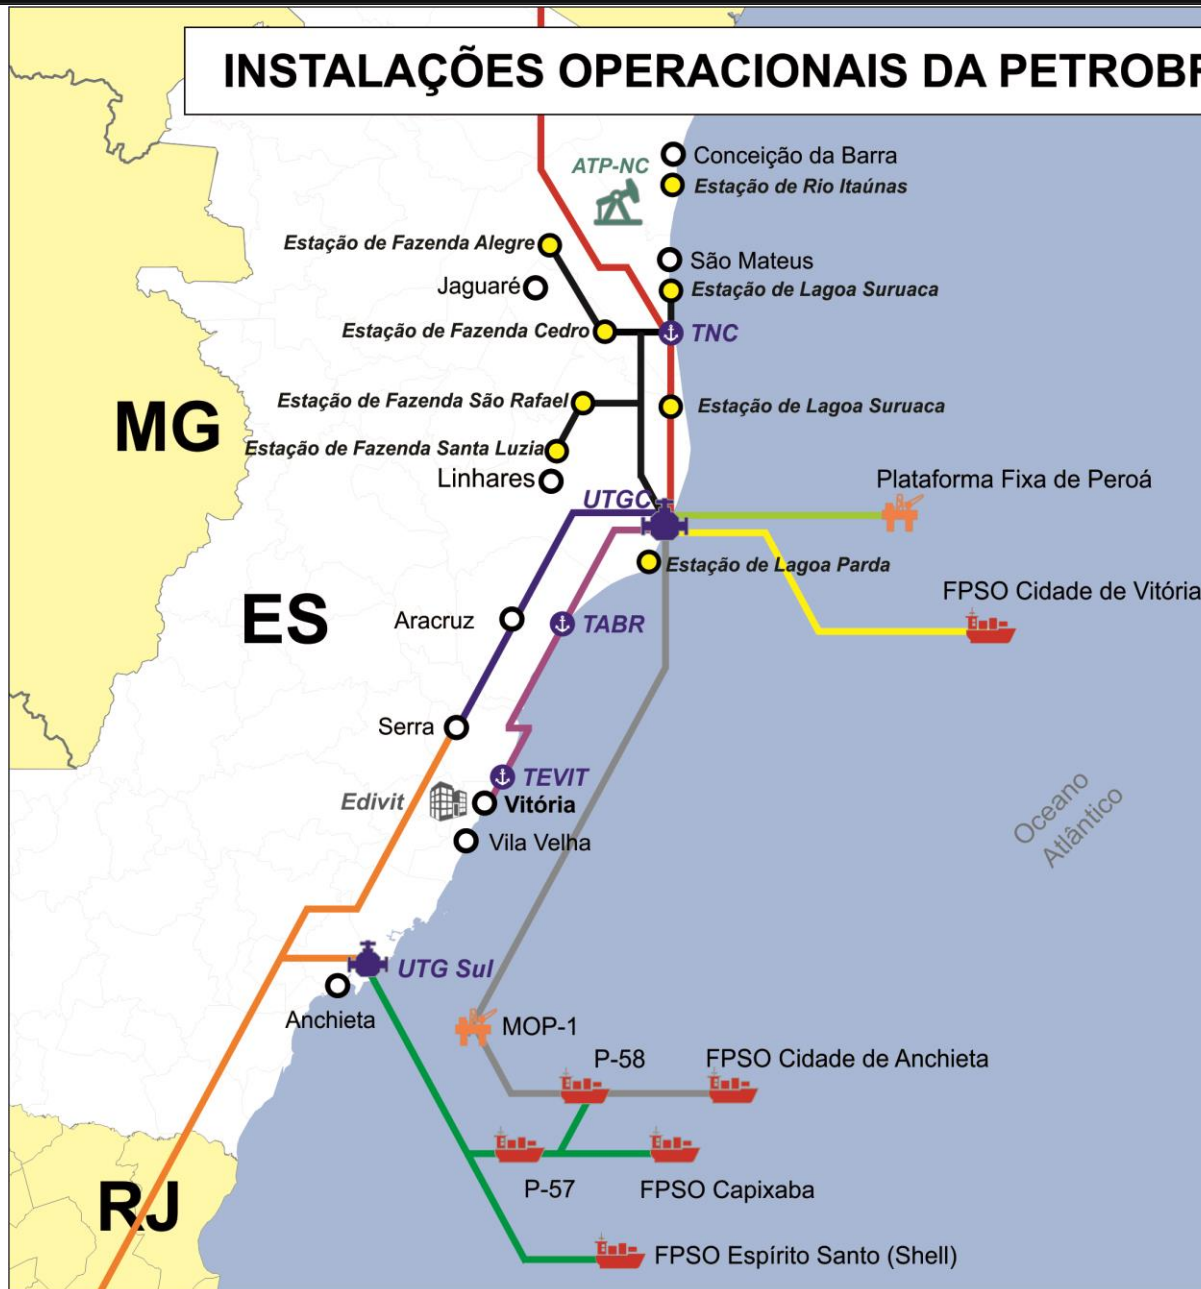 INSTALAÇÕES OPERACIONAIS DA PETROBR
Conceição da Barra
ATP-NC
Estação de Rio Itaúnas
Estação de Fazenda Alegre
São Mateus
Jaguaré
Estação de Lagoa Suruaca
Estação de Fazenda Cedro
TNC
Estação de Fazenda São Rafael
Estação de Lagoa Suruaca
MG
Estação de Fazenda Santa Luzia
Linhares
Plataforma Fixa de Peroá
UTGC
Estação de Lagoa Parda
FPSO Cidade de Vitória
ES
Aracruz
TABR
Serra
TEVIT
Edivit
Vitória
Oceano
Atlântico
Vila Velha
UTG Sul
Anchieta
MOP-1
P-58
FPSO Cidade de Anchieta
P-57
FPSO Capixaba
RJ
FPSO Espírito Santo (Shell)